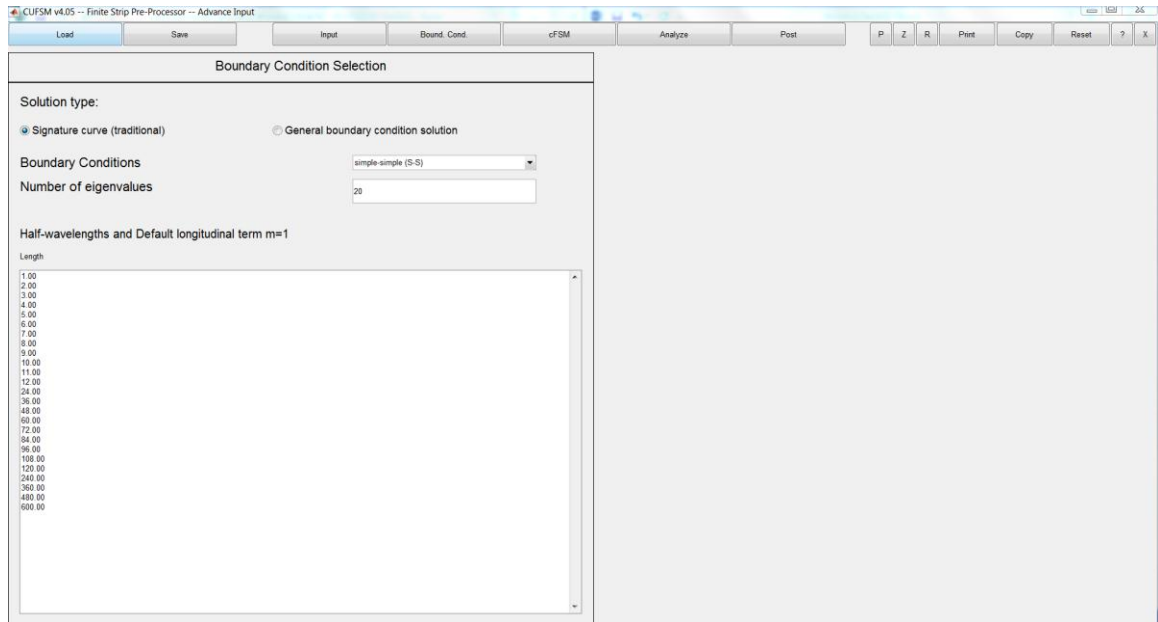 CUFSM v4.05 -- Finite Strip Pre-Processor -- Advance Input
Load Save Input Bound. Cond. cFSM Analyze Post P Z R Print Copy Reset ? X
Boundary Condition Selection
Solution type:
Signature curve (traditional) General boundary condition solution
Boundary Conditions simple-simple (S-S)
Number of eigenvalues 20
Half-wavelengths and Default longitudinal term m=1
Length
1.00
2.00
3.00
4.00
5.00
6.00
7.00
8.00
9.00
10.00
11.00
12.00
24.00
36.00
48.00
60.00
72.00
84.00
96.00
108.00
120.00
240.00
360.00
480.00
600.00